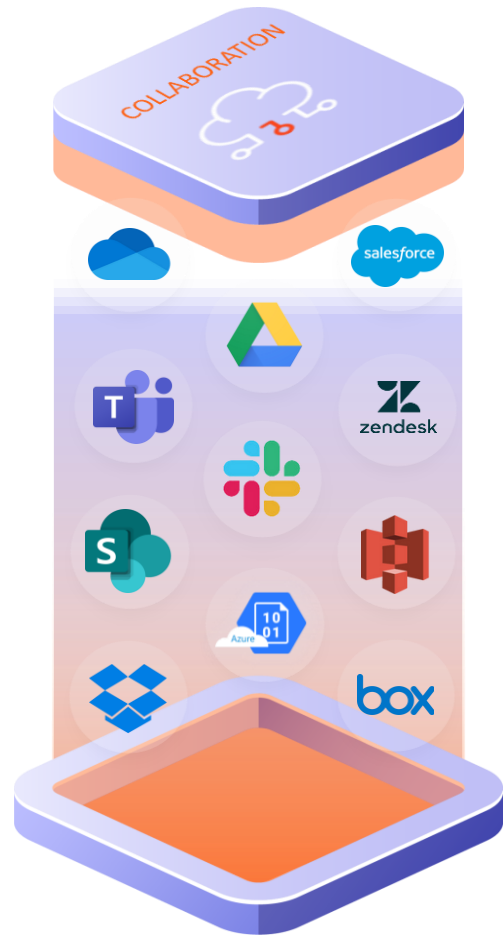 COLLABORATION
salesforce
T
zendesk
S
10
01
Azure
box